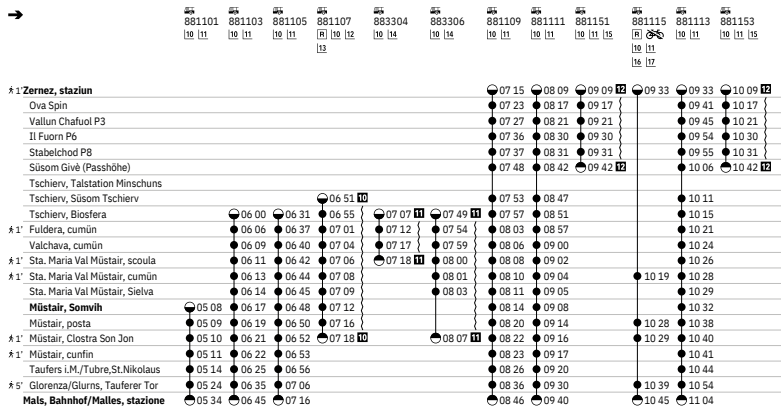 881101 881103 881105 881107 883304 883306 881109 881111 881151 881115 881113 881153
10 11 10 11 10 11 R 10 12 10 14 10 14 10 11 10 11 10 11 15 R 10 11 10 11 15
13 10 11
16 17
1' Zernez, staziun 07 15 08 09 09 09 12 09 33 09 33 10 09 12
Ova Spin 07 23 08 17 09 17 09 41 10 17
Vallun Chafuol P3 07 27 08 21 09 21 09 45 10 21
Il Fuorn P6 07 36 08 30 09 30 09 54 10 30
Stabelchod P8 07 37 08 31 09 31 09 55 10 31
Süsom Givè (Passhöhe) 07 48 08 42 09 42 12 10 06 10 42 12
Tschierv, Talstation Minschuns
Tschierv, Süsom Tschierv 06 51 10 07 53 08 47 10 11
Tschierv, Biosfera 06 00 06 31 06 55 07 07 11 07 49 11 07 57 08 51 10 15
1' Fuldera, cumün 06 06 06 37 07 01 07 12 07 54 08 03 08 57 10 21
Valchava, cumün 06 09 06 40 07 04 07 17 07 59 08 06 09 00 10 24
1' Sta. Maria Val Müstair, scoula 06 11 06 42 07 06 07 18 11 08 00 08 08 09 02 10 26
1' Sta. Maria Val Müstair, cumün 06 13 06 44 07 08 08 01 08 10 09 04 10 19 10 28
Sta. Maria Val Müstair, Sielva 06 14 06 45 07 09 08 03 08 11 09 05 10 29
Müstair, Somvih 05 08 06 17 06 48 07 12 08 14 09 08 10 32
Müstair, posta 05 09 06 19 06 50 07 16 08 20 09 14 10 28 10 38
1' Müstair, Clostra Son Jon 05 10 06 21 06 52 07 18 10 08 07 11 08 22 09 16 10 29 10 40
1' Müstair, cunfin 05 11 06 22 06 53 08 23 09 17 10 41
Taufers i.M./Tubre,St.Nikolaus 05 14 06 25 06 56 08 26 09 20 10 44
5' Glorenza/Glurns, Tauferer Tor 05 24 06 35 07 06 08 36 09 30 10 39 10 54
Mals, Bahnhof/Malles, stazione 05 34 06 45 07 16 08 46 09 40 10 45 11 04